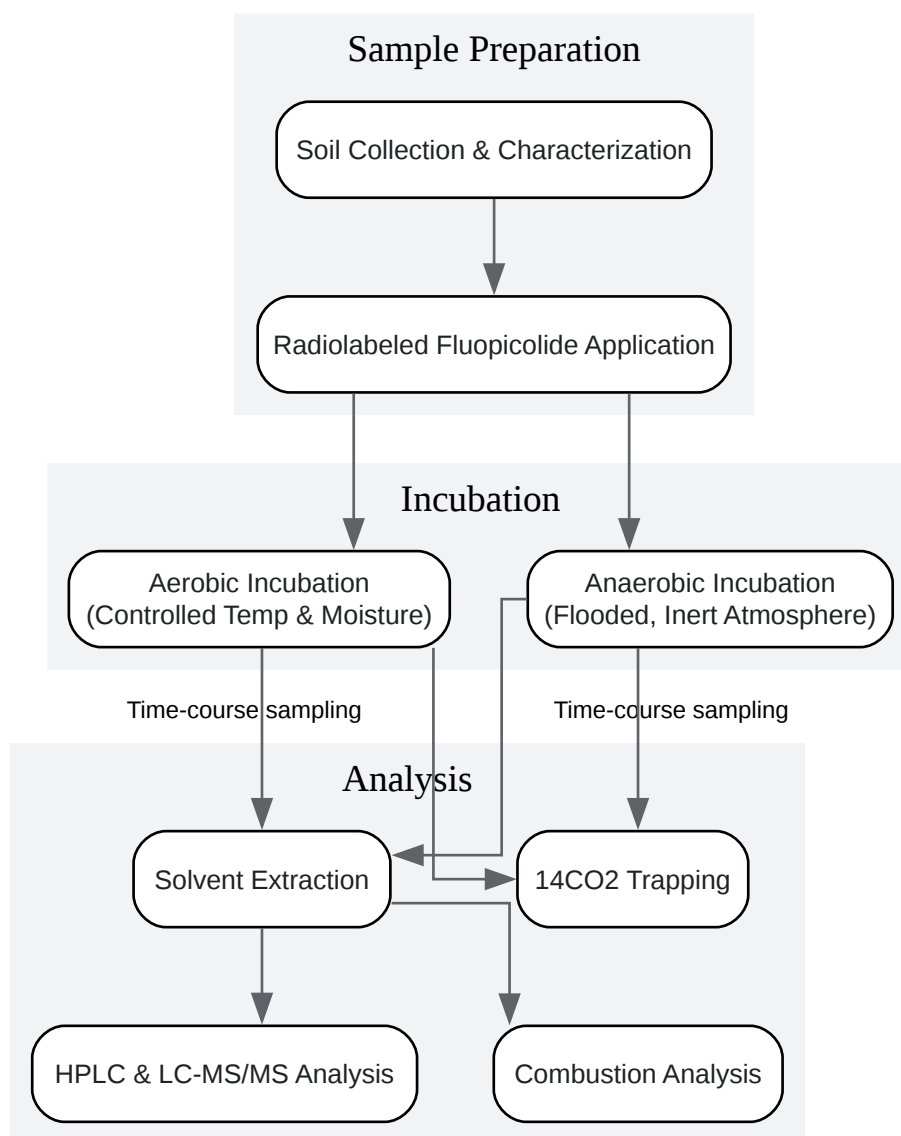 Sample Preparation
Soil Collection & Characterization
Radiolabeled Fluopicolide Application
Incubation
Aerobic Incubation
(Controlled Temp & Moisture)
Anaerobic Incubation
(Flooded, Inert Atmosphere)
Time-course sampling
Time-course sampling
Analysis
Solvent Extraction
14CO2 Trapping
HPLC & LC-MS/MS Analysis
Combustion Analysis